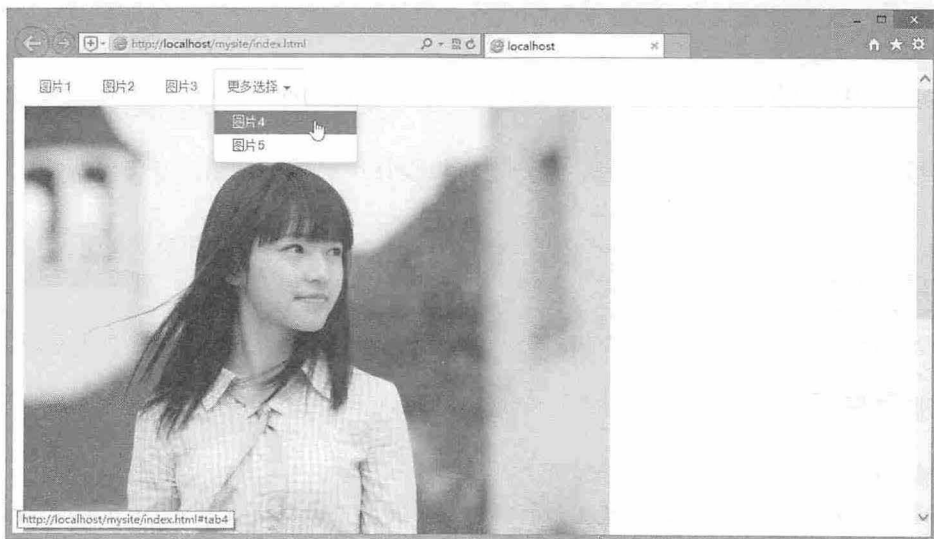 http://localhost/mysite/index.html
localhost
图片1
图片2
图片3
更多选择
图片4
图片5
http://localhost/mysite/index.html#tab4